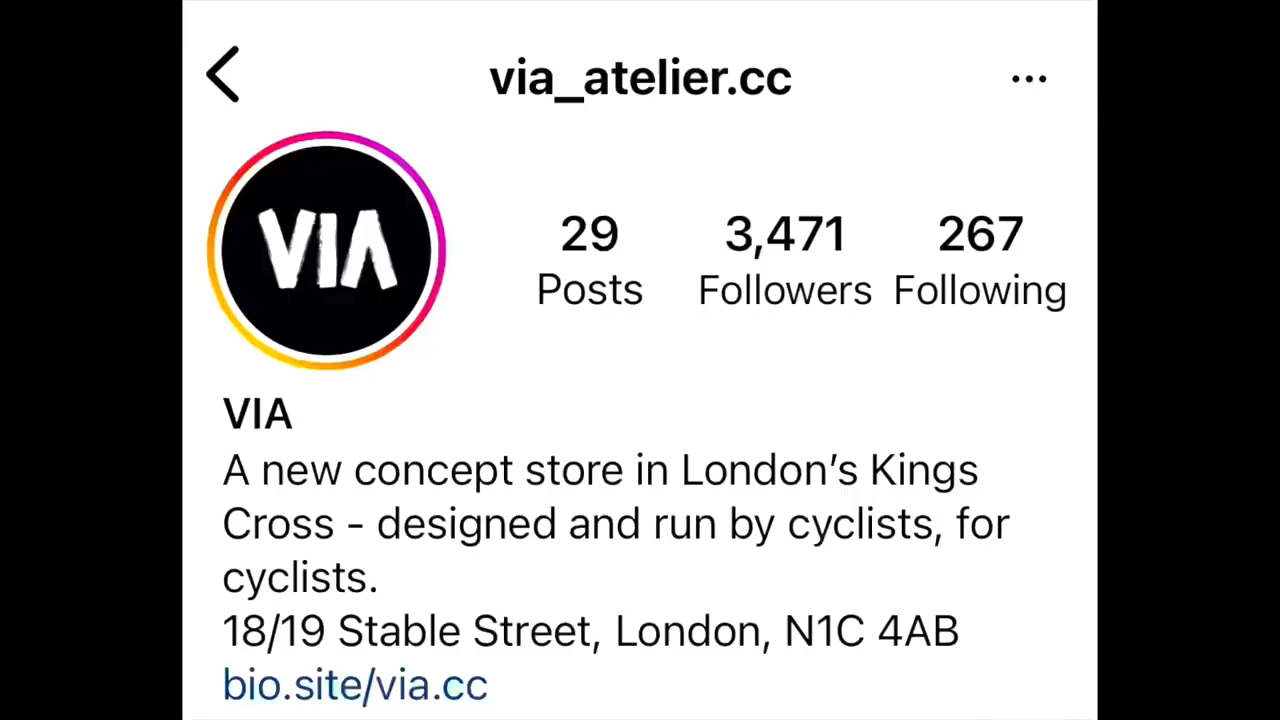 via_atelier.cc
VIA
29 3,471 267
Posts Followers Following
VIA
A new concept store in London’s Kings
Cross - designed and run by cyclists, for
cyclists.
18/19 Stable Street, London, N1C 4AB
bio.site/via.cc